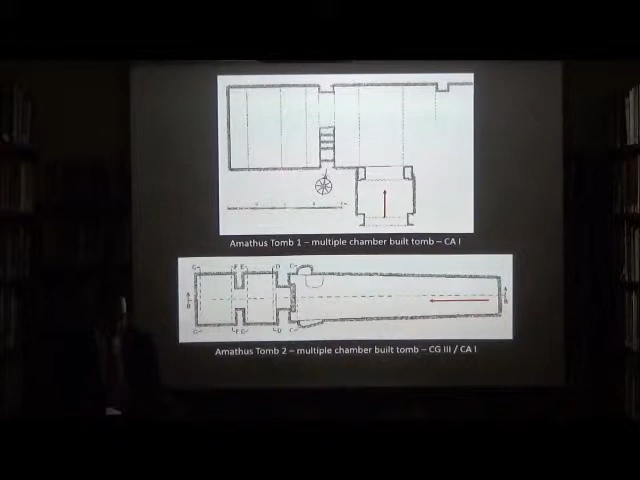 Amathus Tomb 1 – multiple chamber built tomb – CA I
G F E D C
G F E D C
Amathus Tomb 2 – multiple chamber built tomb – CG III / CA I